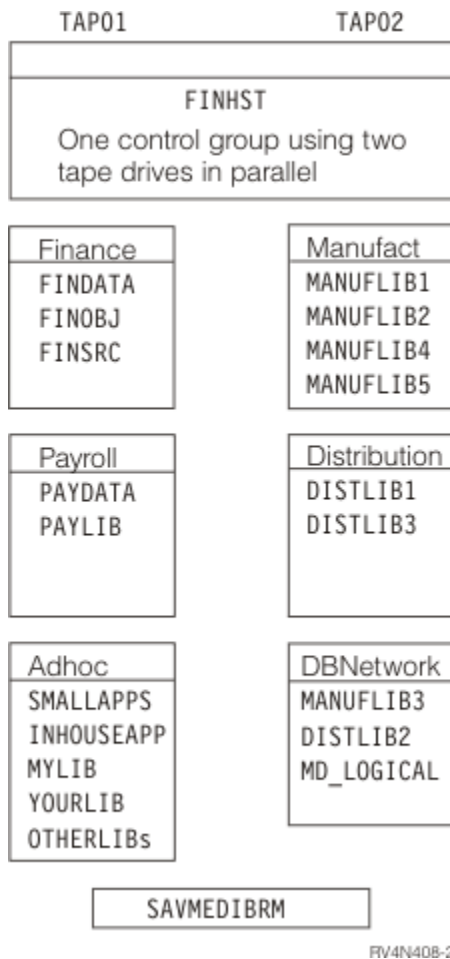 TAP01 TAP02
FINHST
One control group using two
tape drives in parallel
Finance
FINDATA
FINOBJ
FINSRC
Manufact
MANUFLIB1
MANUFLIB2
MANUFLIB4
MANUFLIB5
Payroll
PAYDATA
PAYLIB
Distribution
DISTLIB1
DISTLIB3
Adhoc
SMALLAPPS
INHOUSEAPP
MYLIB
YOURLIB
OTHERLIBs
DBNetwork
MANUFLIB3
DISTLIB2
MD_LOGICAL
SAVMEDIBRM
RV4N408-2